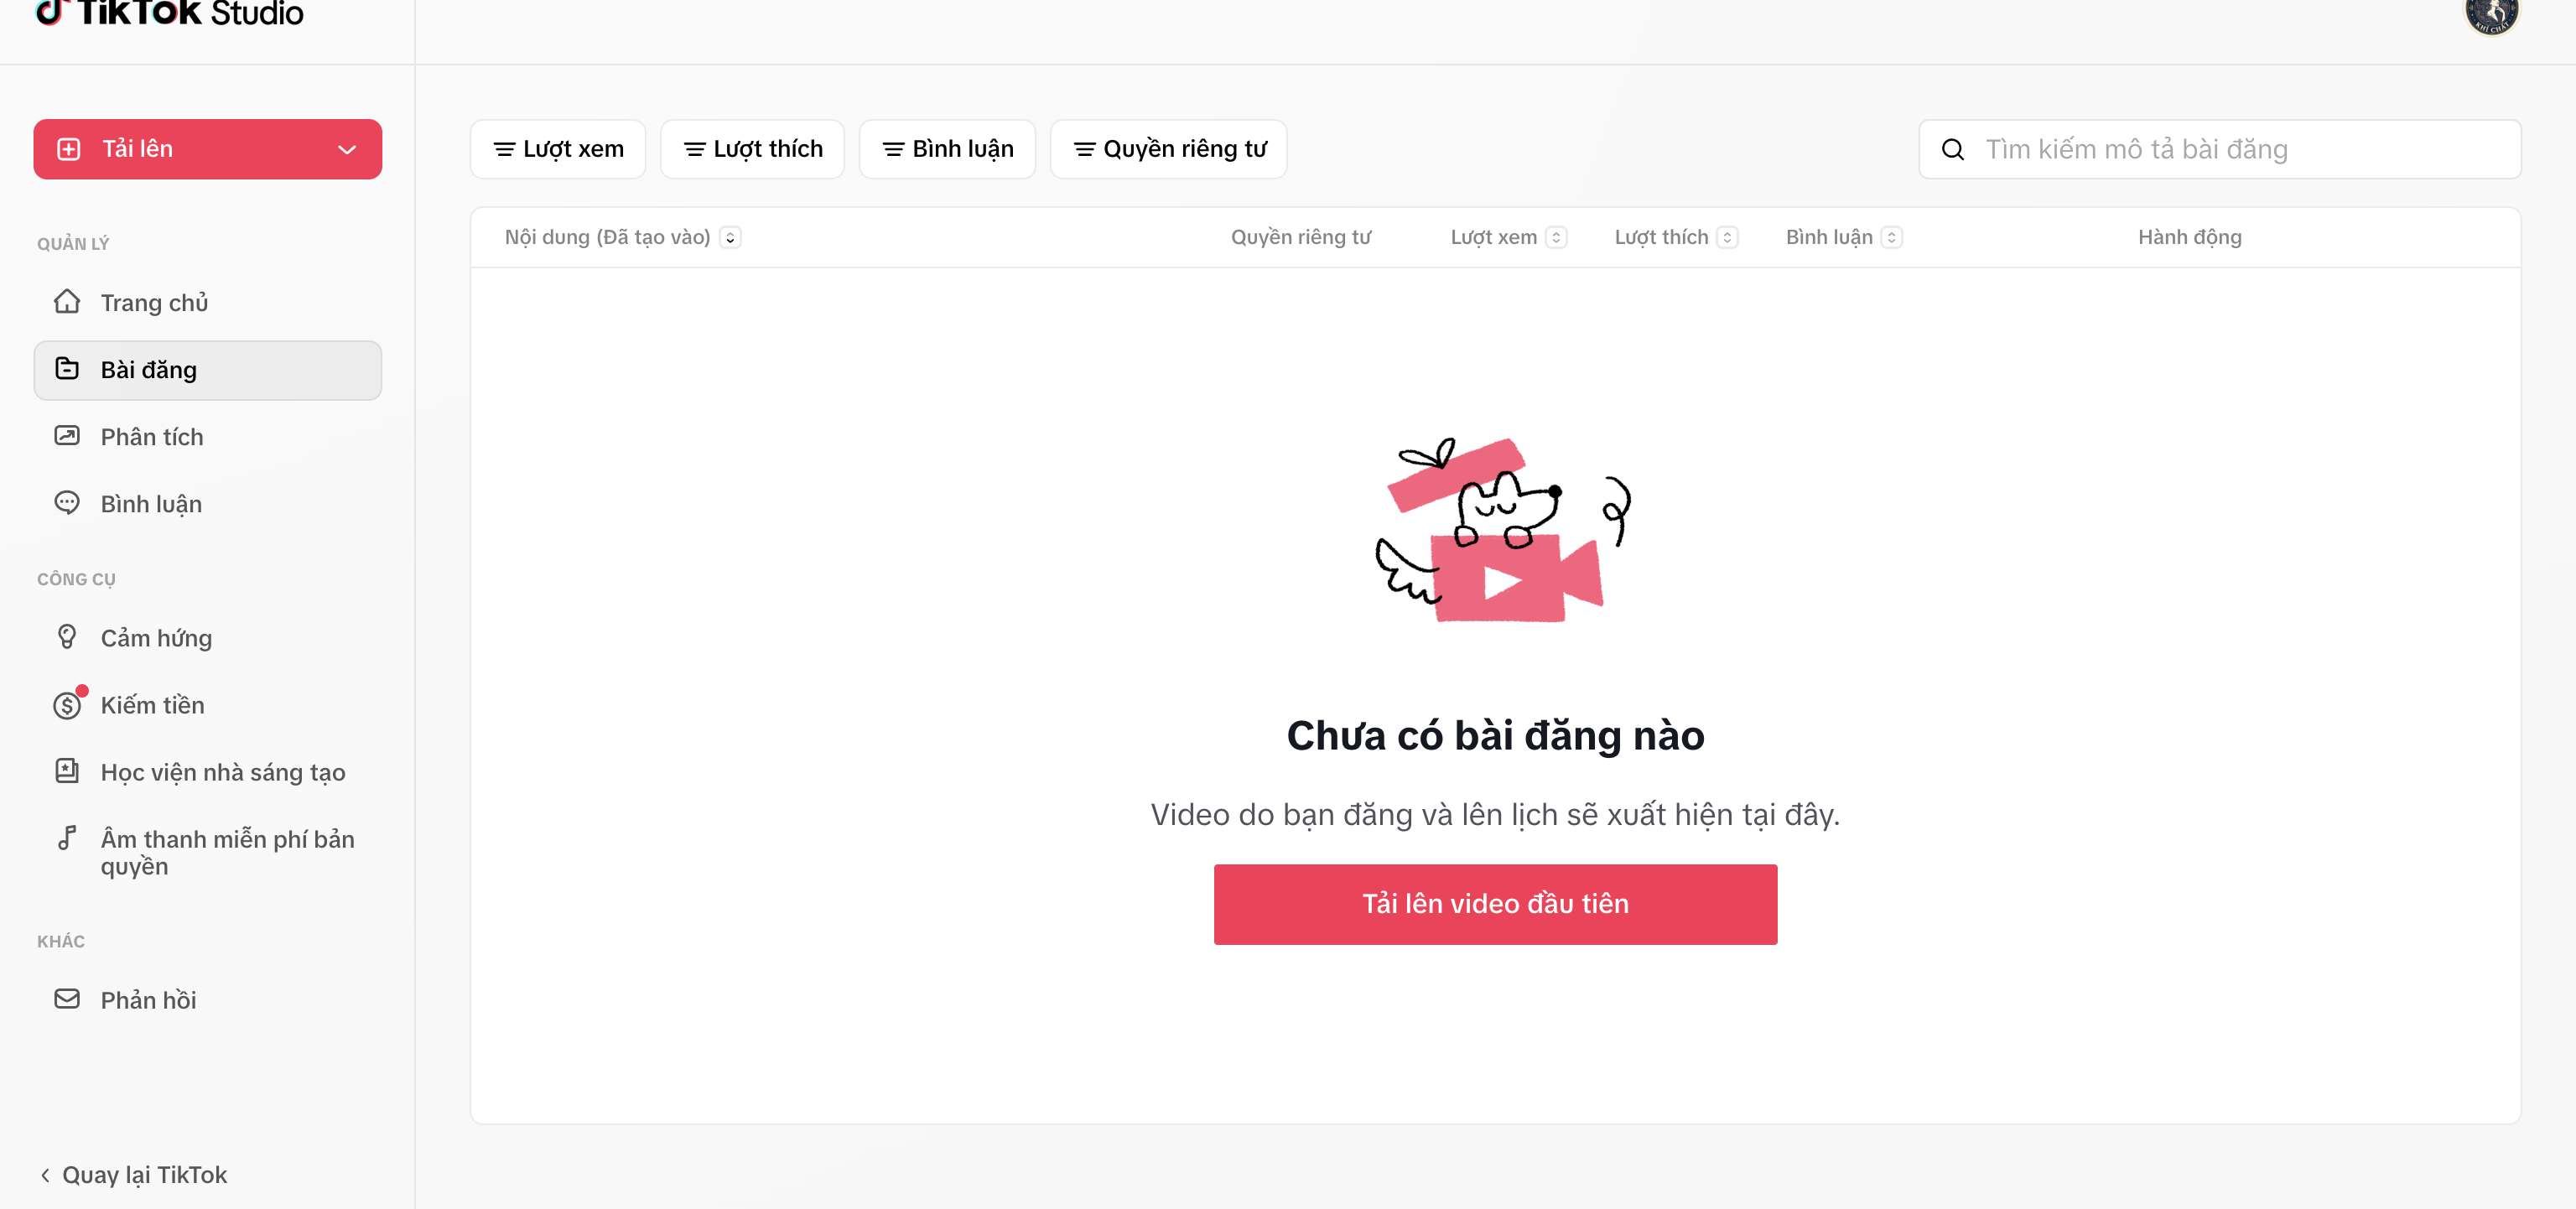 TikTok Studio
KHÍ CHẤT
Tải lên
Lượt xem
Lượt thích
Bình luận
Quyền riêng tư
Tìm kiếm mô tả bài đăng
QUẢN LÝ
Trang chủ
Bài đăng
Phân tích
Bình luận
CÔNG CỤ
Cảm hứng
Kiếm tiền
Học viện nhà sáng tạo
Âm thanh miễn phí bản
quyền
KHÁC
Phản hồi
Quay lại TikTok
Nội dung (Đã tạo vào)
Quyền riêng tư
Lượt xem
Lượt thích
Bình luận
Hành động
Chưa có bài đăng nào
Video do bạn đăng và lên lịch sẽ xuất hiện tại đây.
Tải lên video đầu tiên